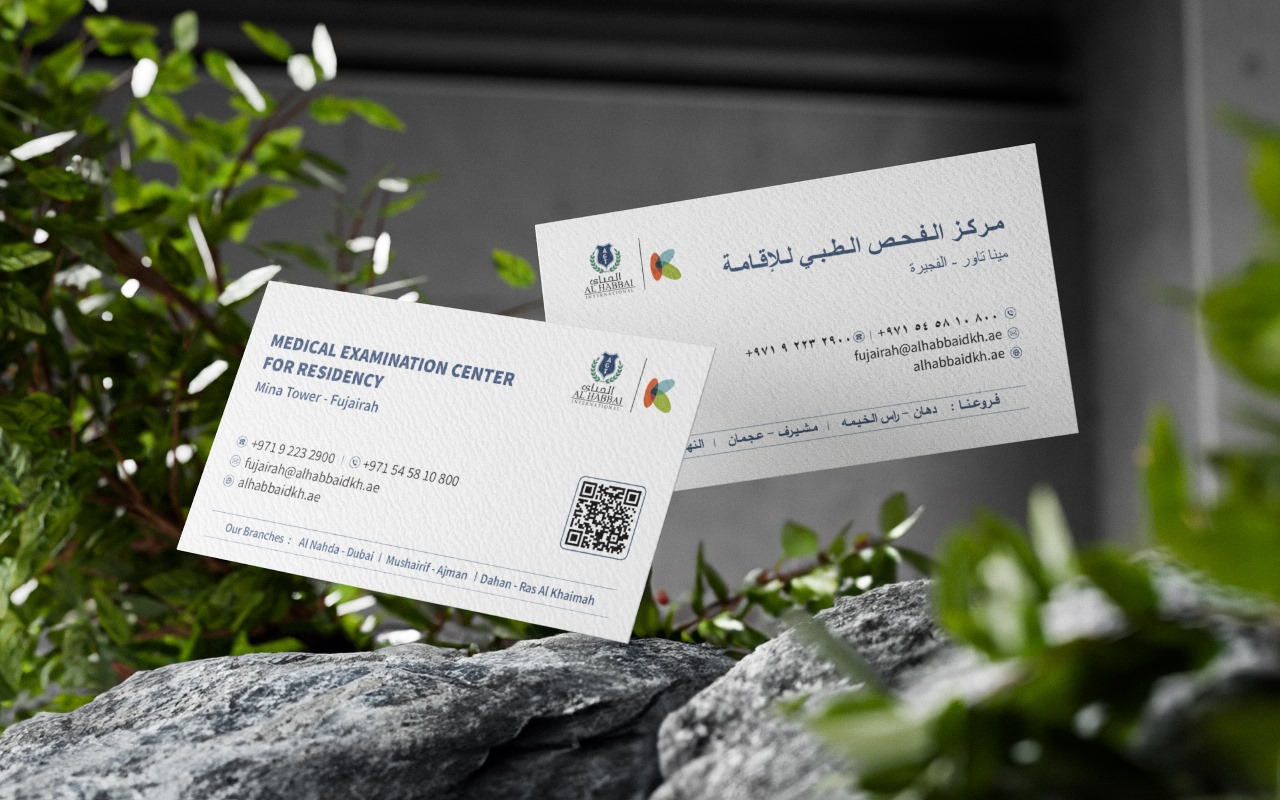 MEDICAL EXAMINATION CENTER
FOR RESIDENCY
Mina Tower - Fujairah
AL HABBAI
INTERNATIONAL
+971 9 223 2900 | +971 54 58 10 800
fujairah@alhabbaidkh.ae
alhabbaidkh.ae
Our Branches : Al Nahda - Dubai | Mushairif - Ajman | Dahan - Ras Al Khaimah
مركز الفحص الطبي للإقامة
مينا تاور - الفجيرة
AL HABBAI
INTERNATIONAL
+٩٧١ ٩ ٢٢٣ ٢٩٠٠ | +٩٧١ ٥٤ ٥٨ ١٠ ٨٠٠
fujairah@alhabbaidkh.ae
alhabbaidkh.ae
فروعنا : دهان - راس الخيمه | مشيرف - عجمان |